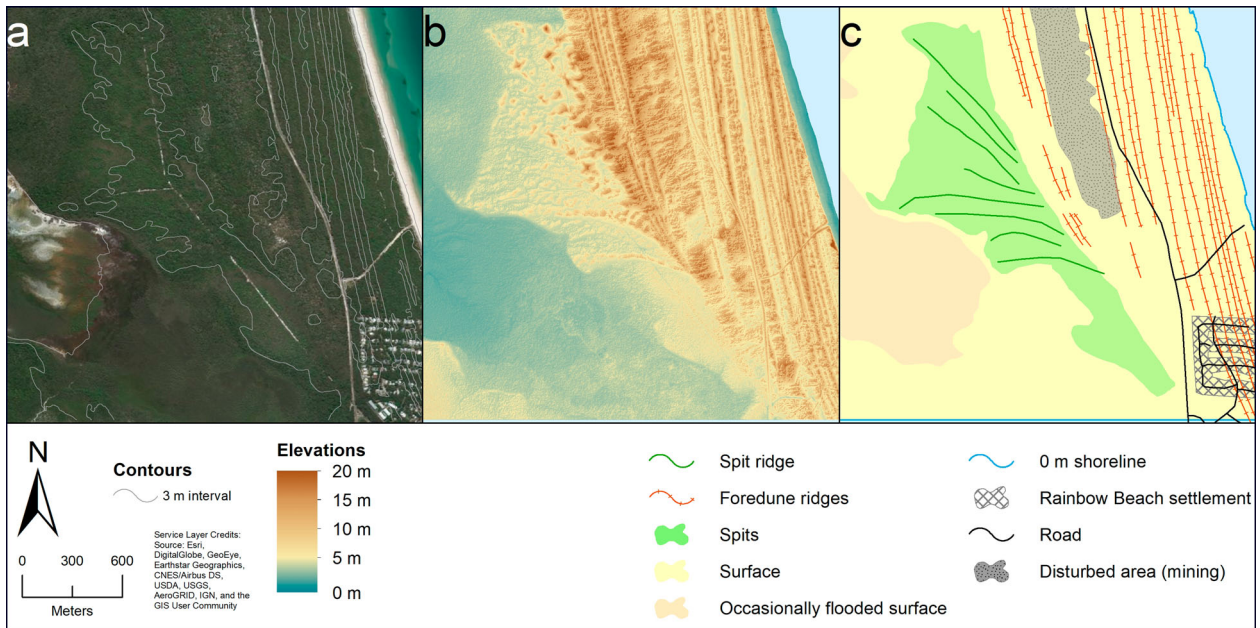 a
b
c
N
0 300 600
Meters
Contours
3 m interval
Service Layer Credits:
Source: Esri,
DigitalGlobe, GeoEye,
Earthstar Geographics,
CNES/Airbus DS,
USDA, USGS,
AeroGRID, IGN, and the
GIS User Community
Elevations
20 m
15 m
10 m
5 m
0 m
Spit ridge
Foredune ridges
Spits
Surface
Occasionally flooded surface
0 m shoreline
Rainbow Beach settlement
Road
Disturbed area (mining)